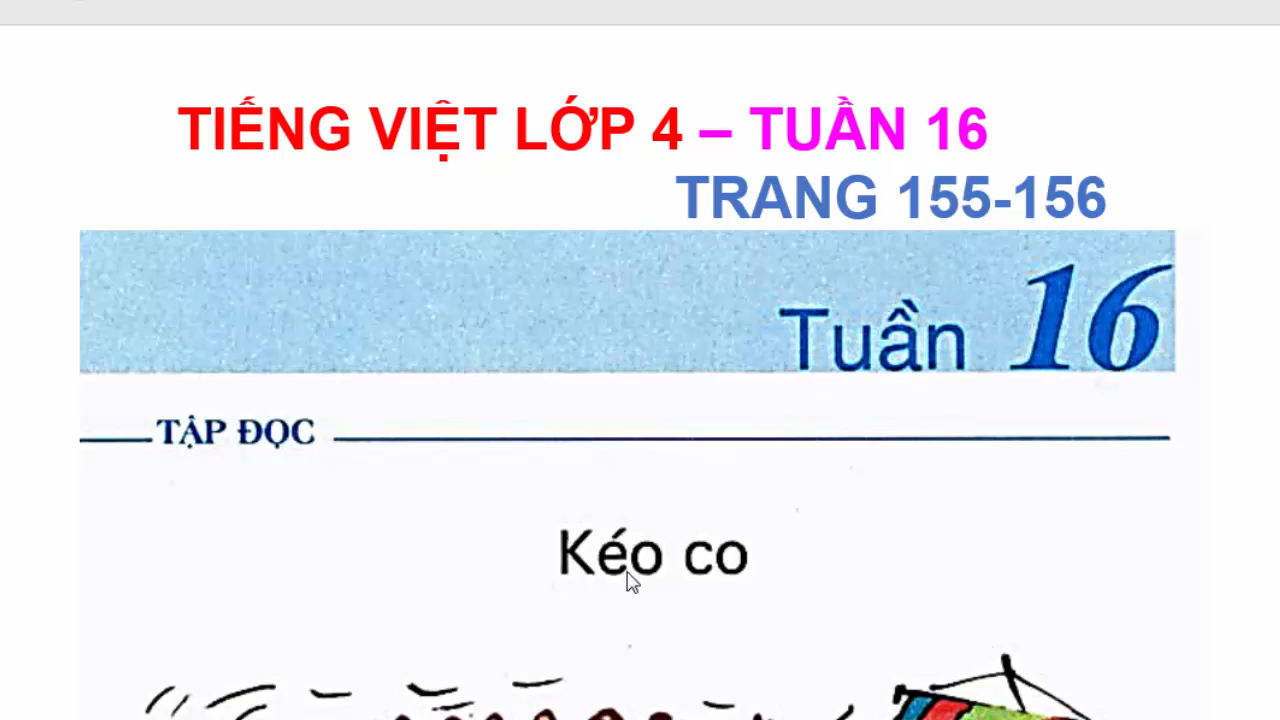 TIẾNG VIỆT LỚP 4 – TUẦN 16
TRANG 155-156
Tuần 16
TẬP ĐỌC
Kéo co